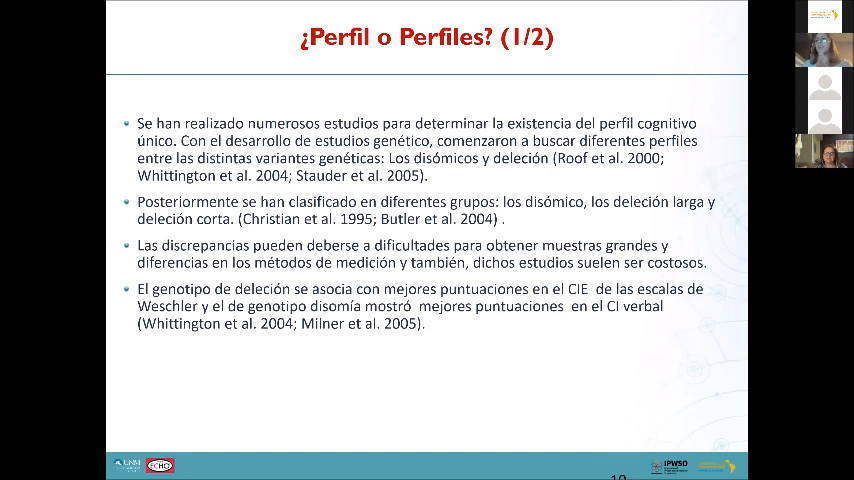 ¿Perfil o Perfiles? (1/2)
Se han realizado numerosos estudios para determinar la existencia del perfil cognitivo
único. Con el desarrollo de estudios genético, comenzaron a buscar diferentes perfiles
entre las distintas variantes genéticas: Los disómicos y deleción (Roof et al. 2000;
Whittington et al. 2004; Stauder et al. 2005).
Posteriormente se han clasificado en diferentes grupos: los disómico, los deleción larga y
deleción corta. (Christian et al. 1995; Butler et al. 2004) .
Las discrepancias pueden deberse a dificultades para obtener muestras grandes y
diferencias en los métodos de medición y también, dichos estudios suelen ser costosos.
El genotipo de deleción se asocia con mejores puntuaciones en el CIE de las escalas de
Weschler y el de genotipo disomía mostró mejores puntuaciones en el CI verbal
(Whittington et al. 2004; Milner et al. 2005).
UNM
ECHO
IPWSO
10